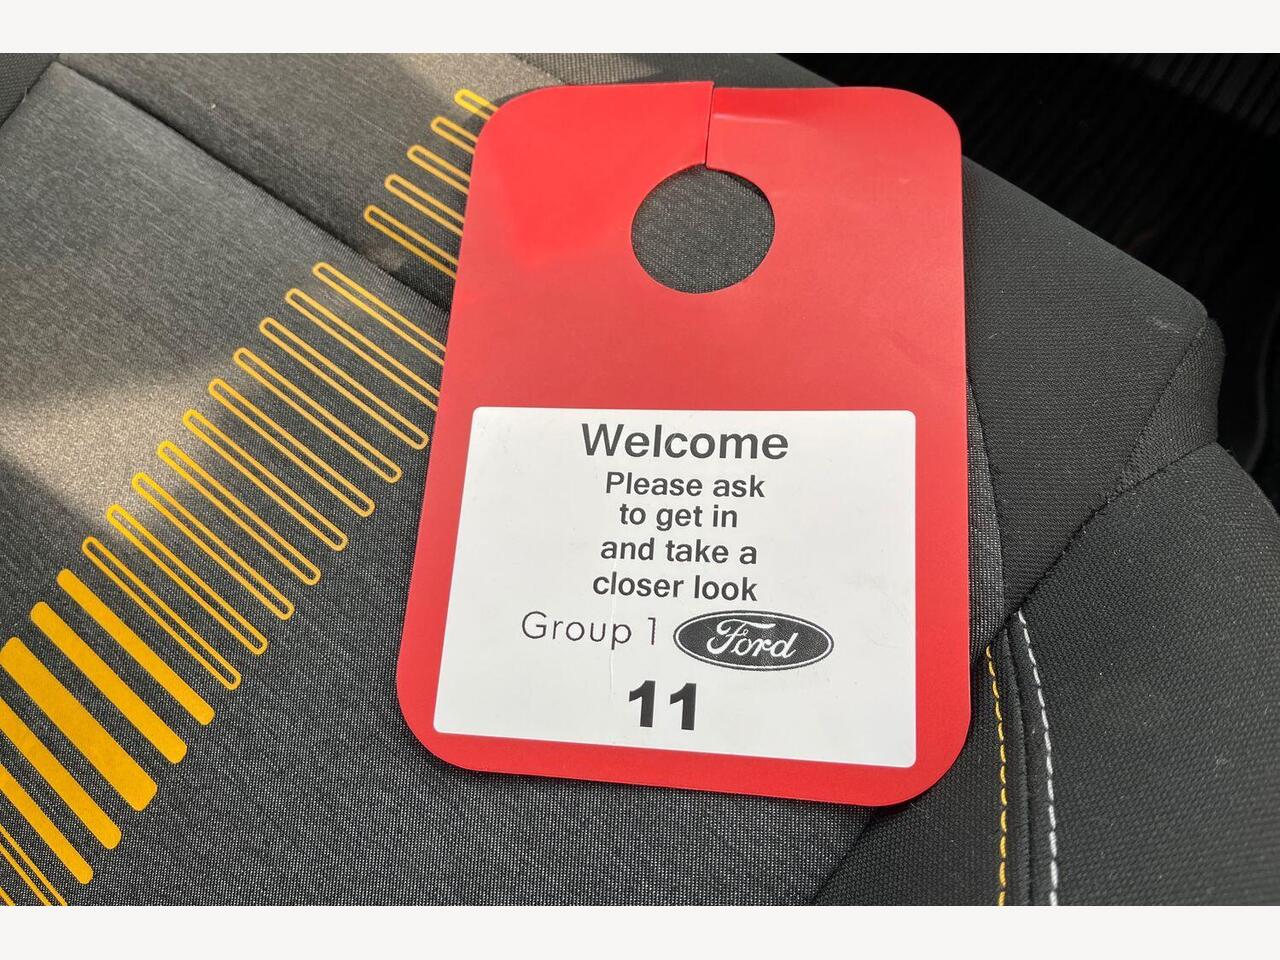 Welcome
Please ask
to get in
and take a
closer look
Group 1 Ford
11